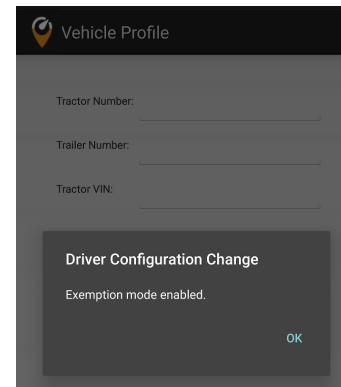 Vehicle Profile
Tractor Number:
Trailer Number:
Tractor VIN:
Driver Configuration Change
Exemption mode enabled.
OK